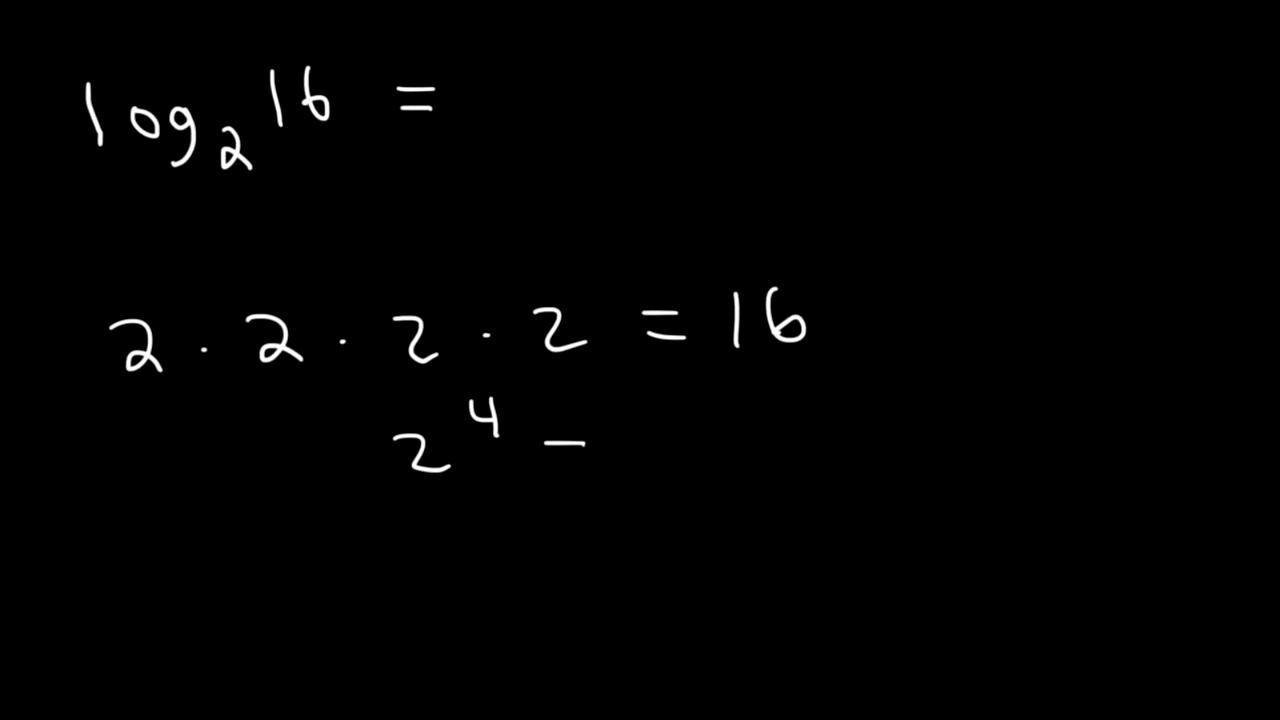 log₂16 =
2 · 2 · 2 · 2 = 16
2⁴ −